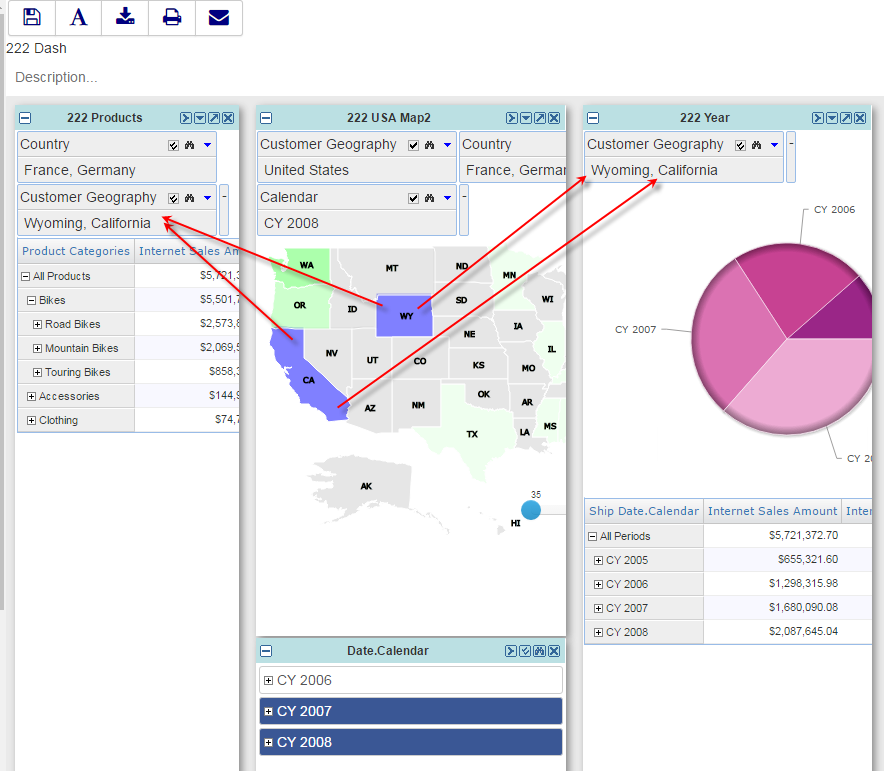 A
222 Dash
Description...
222 Products
Country
France, Germany
Customer Geography
-
Wyoming, California
Product Categories Internet Sales Am
All Products $5,721,3
Bikes $5,501,7
Road Bikes $2,573,8
Mountain Bikes $2,069,5
Touring Bikes $858,3
Accessories $144,9
Clothing $74,7
222 USA Map2
Customer Geography Country
United States France, German
Calendar
-
CY 2008
WA
MT
ND
MN
OR
ID
WY
SD
WI
IA
NE
NV
UT
CO
IL
KS
MO
CA
AZ
NM
OK
AR
TX
LA
MS
AK
HI
35
Date.Calendar
CY 2006
CY 2007
CY 2008
222 Year
Customer Geography
-
Wyoming, California
CY 2006
CY 2007
CY 20
Ship Date.Calendar Internet Sales Amount Inter
All Periods $5,721,372.70
CY 2005 $655,321.60
CY 2006 $1,298,315.98
CY 2007 $1,680,090.08
CY 2008 $2,087,645.04